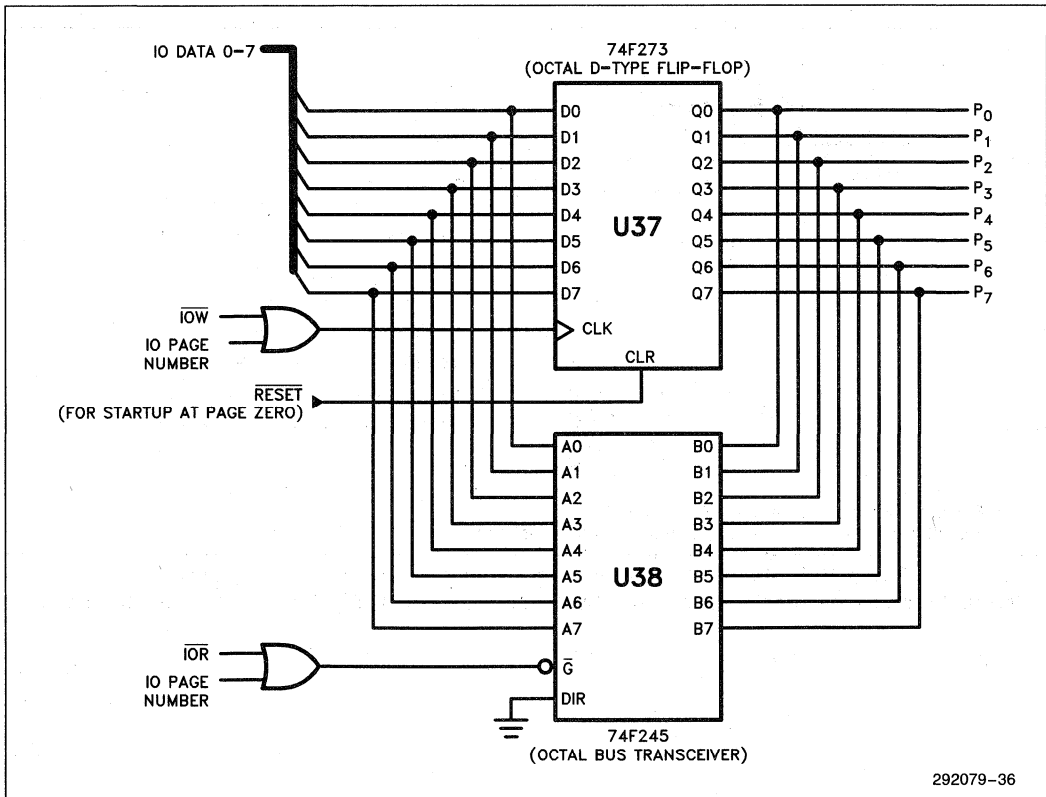 IO DATA 0-7
74F273
(OCTAL D-TYPE FLIP-FLOP)
D0 Q0 P0
D1 Q1 P1
D2 Q2 P2
D3 Q3 P3
D4 Q4 P4
U37
D5 Q5 P5
D6 Q6 P6
D7 Q7 P7
IOW
CLK
IO PAGE
NUMBER
CLR
RESET
(FOR STARTUP AT PAGE ZERO)
A0 B0
A1 B1
A2 B2
A3 B3
A4 B4
U38
A5 B5
A6 B6
A7 B7
IOR
G
IO PAGE
NUMBER
DIR
74F245
(OCTAL BUS TRANSCEIVER)
292079-36